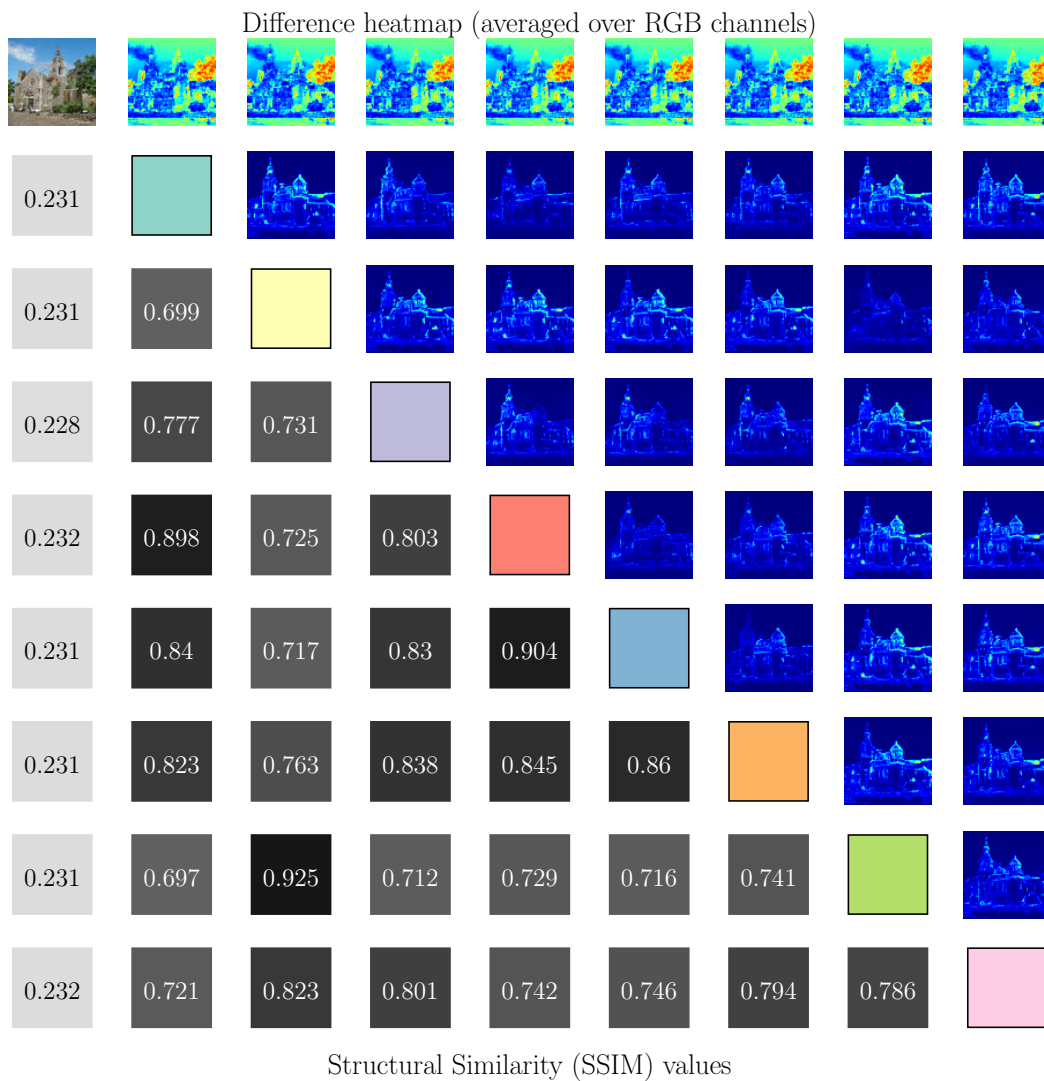 Difference heatmap (averaged over RGB channels)
0.231
0.231 0.699
0.228 0.777 0.731
0.232 0.898 0.725 0.803
0.231 0.84 0.717 0.83 0.904
0.231 0.823 0.763 0.838 0.845 0.86
0.231 0.697 0.925 0.712 0.729 0.716 0.741
0.232 0.721 0.823 0.801 0.742 0.746 0.794 0.786
Structural Similarity (SSIM) values